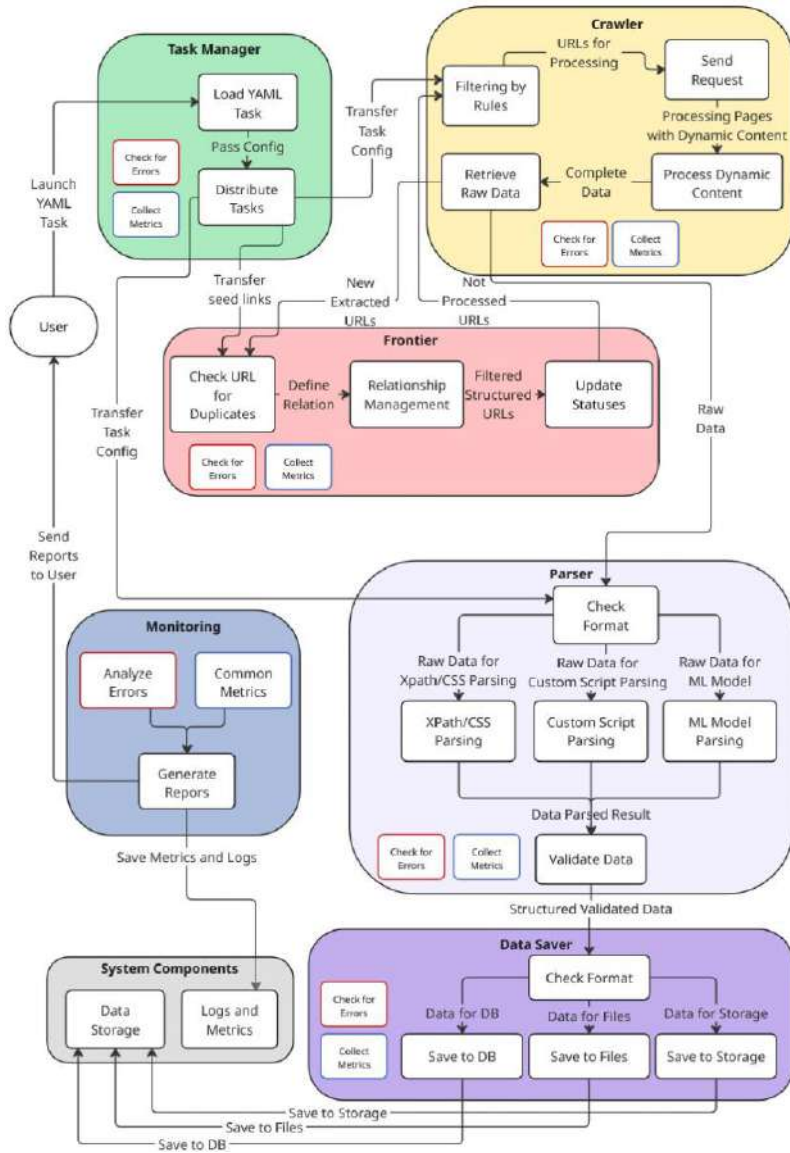 Crawler
URLs for
Processing
Send
Request
Filtering by
Rules
Processing Pages
with Dynamic Content
Retrieve
Raw Data
Complete
Data
Process Dynamic
Content
Check for
Errors
Collect
Metrics
Task Manager
Load YAML
Task
Pass Config
Check for
Errors
Collect
Metrics
Distribute
Tasks
Transfer
Task
Config
Launch
YAML
Task
User
Transfer
seed links
New
Extracted
URLs
Not
Processed
URLs
Frontier
Check URL
for
Duplicates
Define
Relation
Relationship
Management
Filtered
Structured
URLs
Update
Statuses
Check for
Errors
Collect
Metrics
Transfer
Task
Config
Raw
Data
Send
Reports
to User
Monitoring
Analyze
Errors
Common
Metrics
Generate
Repors
Save Metrics and Logs
Parser
Check
Format
Raw Data for
Xpath/CSS Parsing
Raw Data for
Custom Script Parsing
Raw Data for
ML Model
XPath/CSS
Parsing
Custom Script
Parsing
ML Model
Parsing
Data Parsed Result
Check for
Errors
Collect
Metrics
Validate Data
Structured Validated Data
System Components
Data
Storage
Logs and
Metrics
Data Saver
Check Format
Check for
Errors
Collect
Metrics
Data for DB
Data for Files
Data for Storage
Save to DB
Save to Files
Save to Storage
Save to Storage
Save to Files
Save to DB